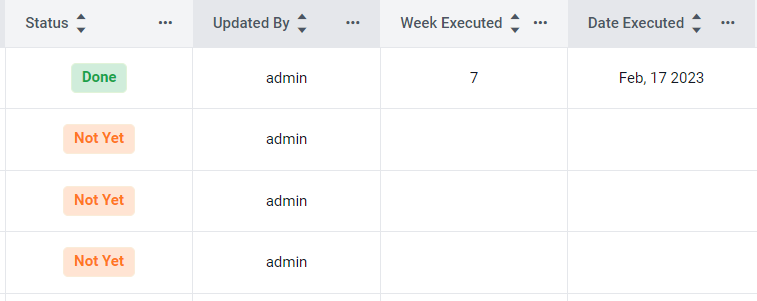 Status Updated By Week Executed Date Executed
Done admin 7 Feb, 17 2023
Not Yet admin
Not Yet admin
Not Yet admin